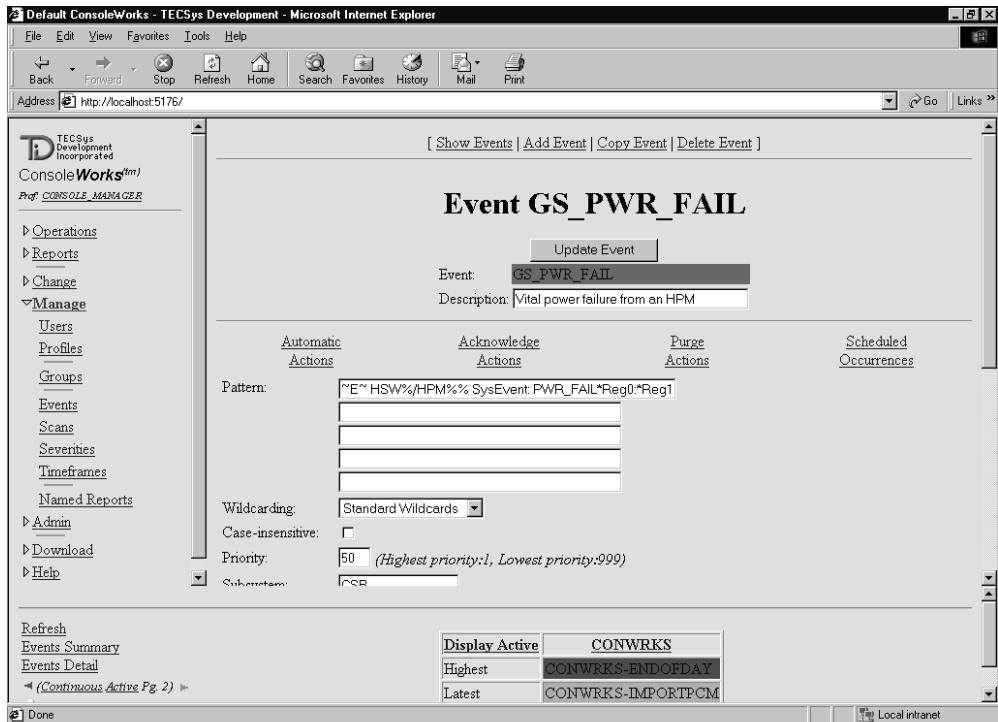 Default ConsoleWorks - TECSys Development - Microsoft Internet Explorer
File Edit View Favorites Tools Help
Back Forward Stop Refresh Home Search Favorites History Mail Print
Address http://localhost:5176/ Go Links »
TECSys
Development
Incorporated
ConsoleWorks(tm)
Prof: CONSOLE_MANAGER
Operations
Reports
Change
Manage
Users
Profiles
Groups
Events
Scans
Severities
Timeframes
Named Reports
Admin
Download
Help
[ Show Events | Add Event | Copy Event | Delete Event ]
Event GS_PWR_FAIL
Update Event
Event: GS_PWR_FAIL
Description: Vital power failure from an HPM
Automatic Actions Acknowledge Actions Purge Actions Scheduled Occurrences
Pattern: ~E~ HSW%/HPM%% SysEvent: PWR_FAIL*Reg0:*Reg1
Wildcarding: Standard Wildcards
Case-insensitive:
Priority: 50 (Highest priority:1, Lowest priority:999)
Subsystem: CSB
Refresh
Events Summary
Events Detail
(Continuous Active Pg. 2)
Display Active CONWRKS
Highest CONWRKS-ENDOFDAY
Latest CONWRKS-IMPORTPCM
Done Local intranet